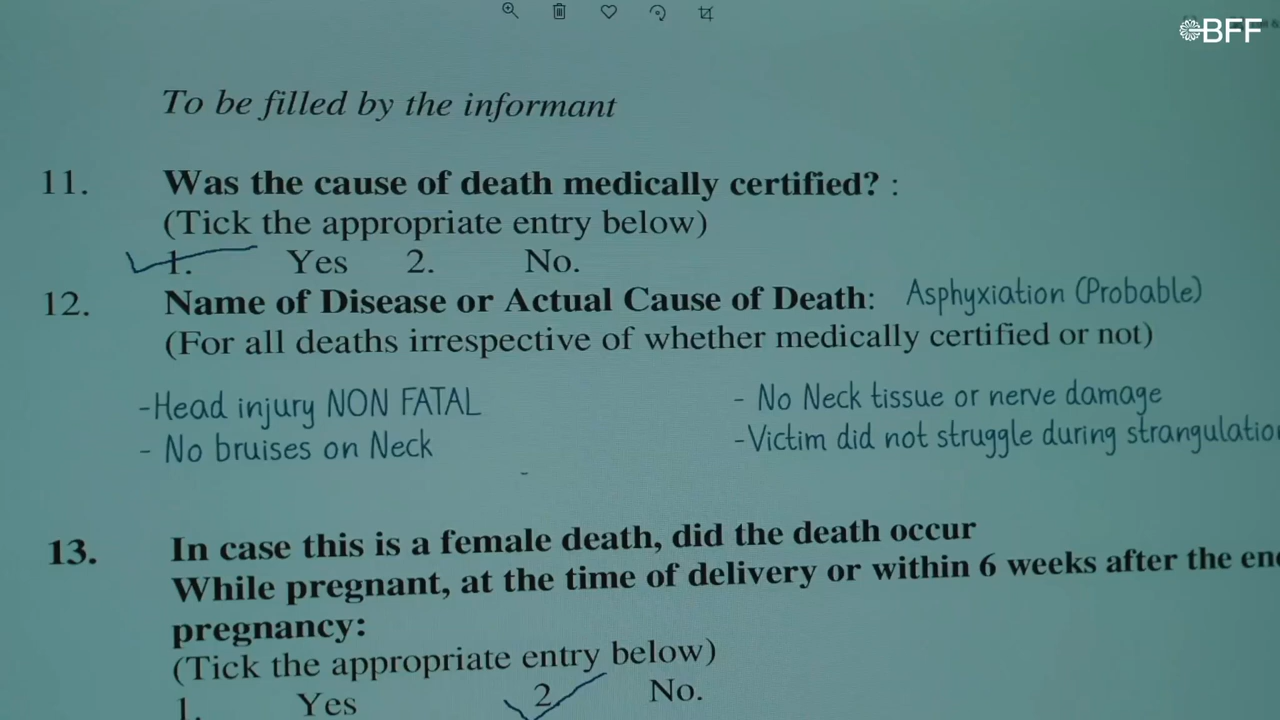 BFF
To be filled by the informant
11. Was the cause of death medically certified? :
(Tick the appropriate entry below)
1. Yes 2. No.
12. Name of Disease or Actual Cause of Death: Asphyxiation (Probable)
(For all deaths irrespective of whether medically certified or not)
-Head injury NON FATAL - No Neck tissue or nerve damage
- No bruises on Neck -Victim did not struggle during
13. In case this is a female death, did the death occur
While pregnant, at the time of delivery or within 6 weeks after the
pregnancy:
(Tick the appropriate entry below)
1. Yes 2 No.